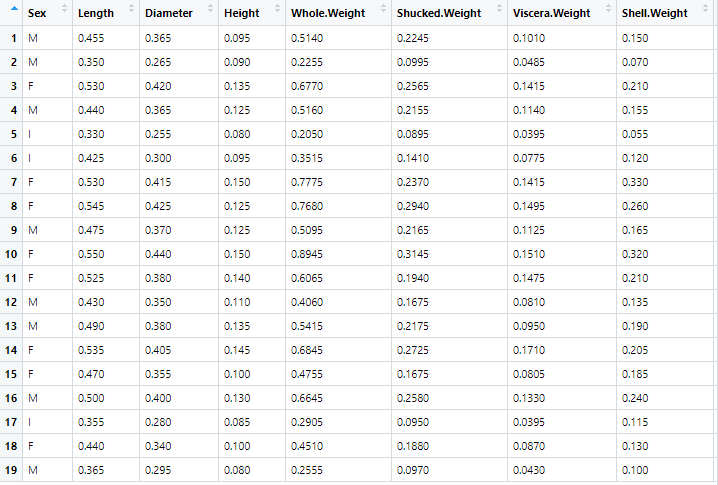 Sex Length Diameter Height Whole.Weight Shucked.Weight Viscera.Weight Shell.Weight
1 M 0.455 0.365 0.095 0.5140 0.2245 0.1010 0.150
2 M 0.350 0.265 0.090 0.2255 0.0995 0.0485 0.070
3 F 0.530 0.420 0.135 0.6770 0.2565 0.1415 0.210
4 M 0.440 0.365 0.125 0.5160 0.2155 0.1140 0.155
5 I 0.330 0.255 0.080 0.2050 0.0895 0.0395 0.055
6 I 0.425 0.300 0.095 0.3515 0.1410 0.0775 0.120
7 F 0.530 0.415 0.150 0.7775 0.2370 0.1415 0.330
8 F 0.545 0.425 0.125 0.7680 0.2940 0.1495 0.260
9 M 0.475 0.370 0.125 0.5095 0.2165 0.1125 0.165
10 F 0.550 0.440 0.150 0.8945 0.3145 0.1510 0.320
11 F 0.525 0.380 0.140 0.6065 0.1940 0.1475 0.210
12 M 0.430 0.350 0.110 0.4060 0.1675 0.0810 0.135
13 M 0.490 0.380 0.135 0.5415 0.2175 0.0950 0.190
14 F 0.535 0.405 0.145 0.6845 0.2725 0.1710 0.205
15 F 0.470 0.355 0.100 0.4755 0.1675 0.0805 0.185
16 M 0.500 0.400 0.130 0.6645 0.2580 0.1330 0.240
17 I 0.355 0.280 0.085 0.2905 0.0950 0.0395 0.115
18 F 0.440 0.340 0.100 0.4510 0.1880 0.0870 0.130
19 M 0.365 0.295 0.080 0.2555 0.0970 0.0430 0.100